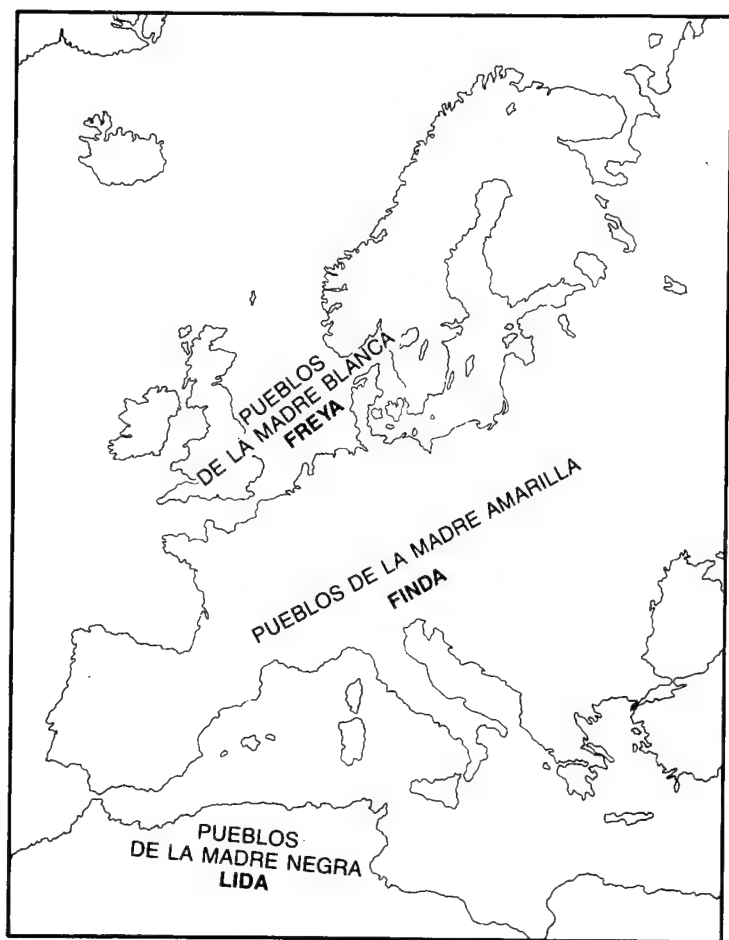 PUEBLOS
DE LA MADRE BLANCA
FREYA
PUEBLOS DE LA MADRE AMARILLA
FINDA
PUEBLOS
DE LA MADRE NEGRA
LIDA